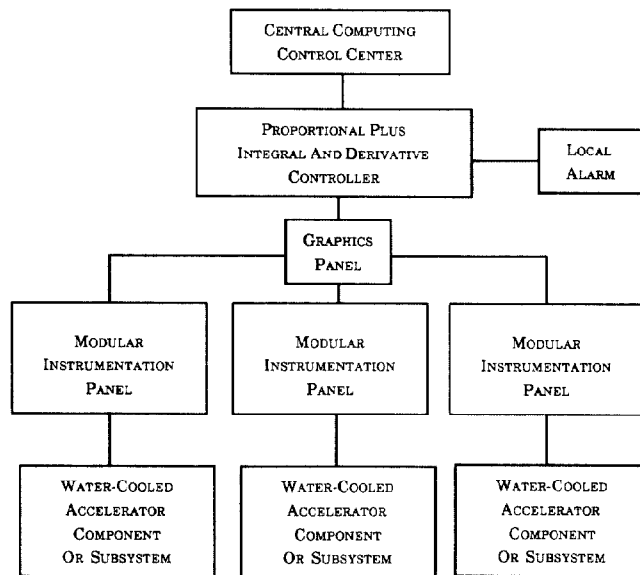 CENTRAL COMPUTING
CONTROL CENTER
PROPORTIONAL PLUS
INTEGRAL AND DERIVATIVE
CONTROLLER
LOCAL
ALARM
GRAPHICS
PANEL
MODULAR
INSTRUMENTATION
PANEL
MODULAR
INSTRUMENTATION
PANEL
MODULAR
INSTRUMENTATION
PANEL
WATER-COOLED
ACCELERATOR
COMPONENT
OR SUBSYSTEM
WATER-COOLED
ACCELERATOR
COMPONENT
OR SUBSYSTEM
WATER-COOLED
ACCELERATOR
COMPONENT
OR SUBSYSTEM